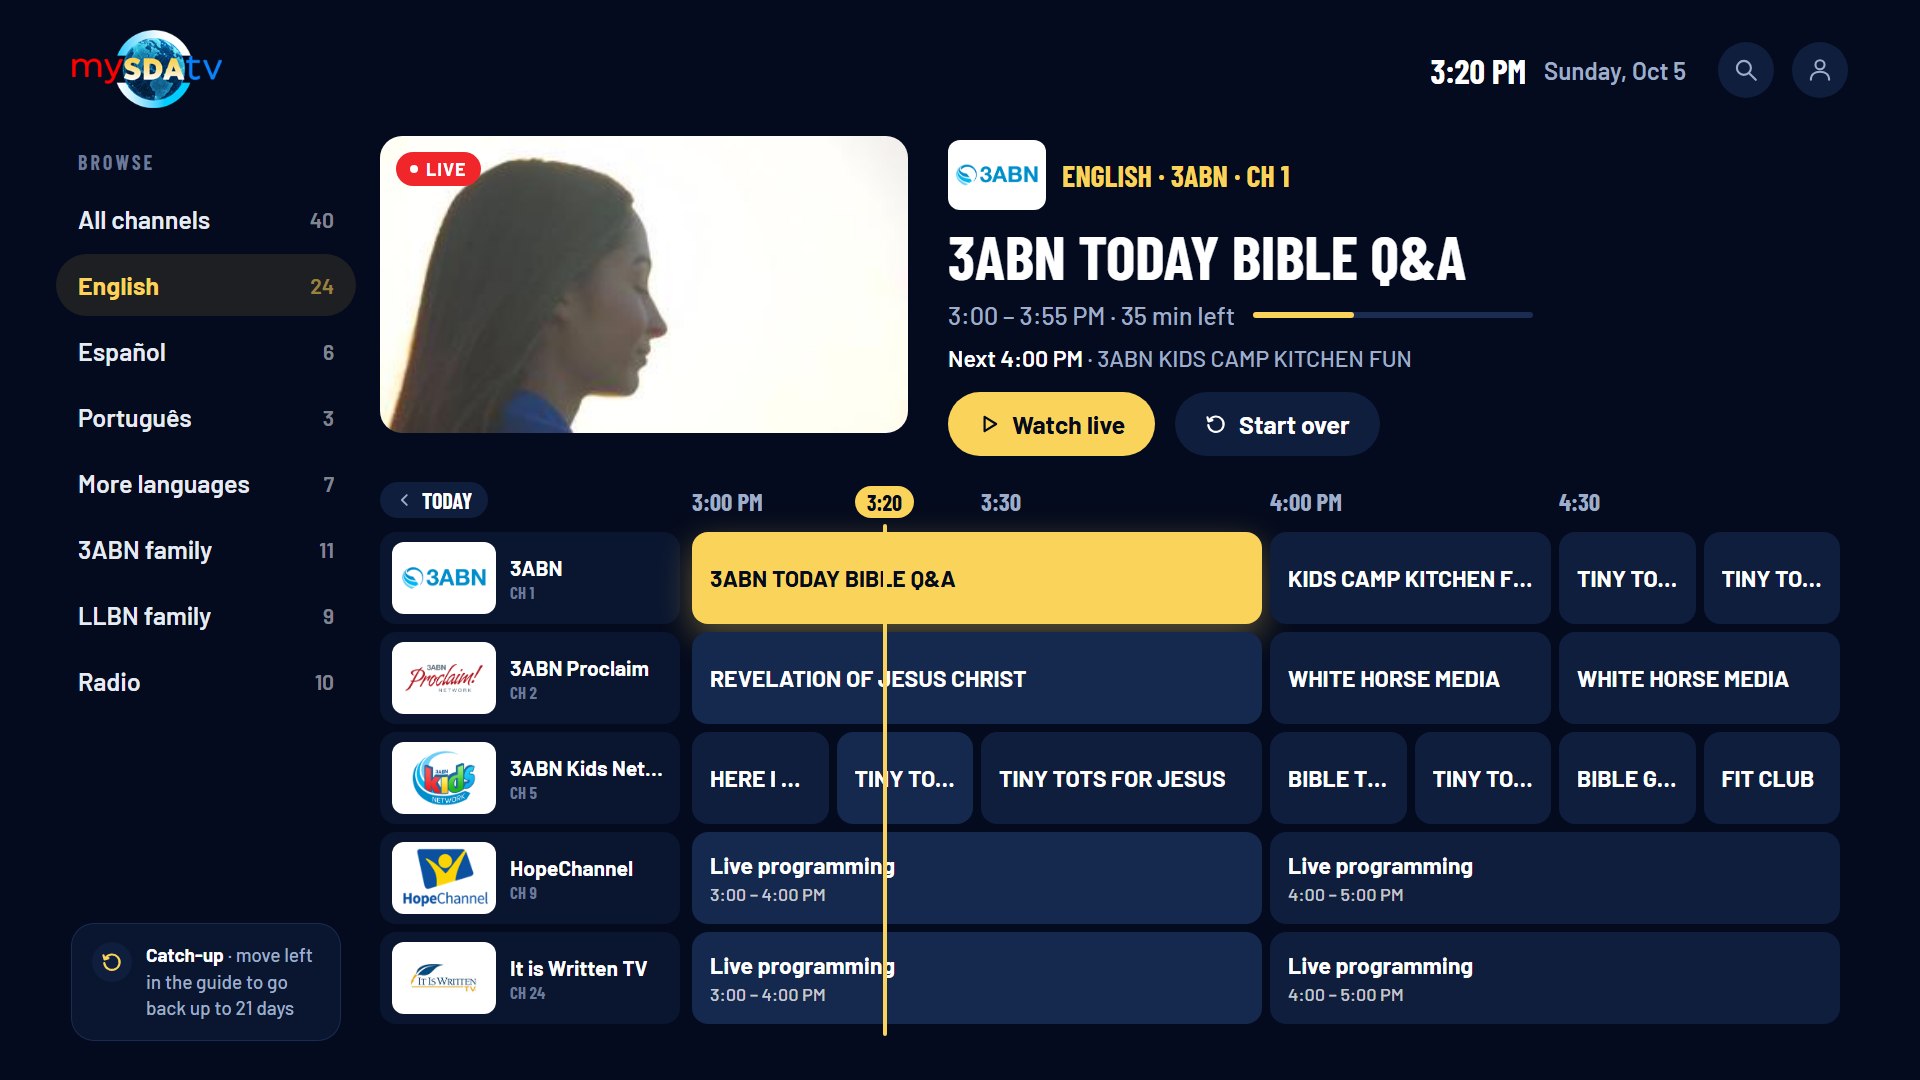 mySDAtv
3:20 PM Sunday, Oct 5
BROWSE
All channels 40
English 24
Español 6
Português 3
More languages 7
3ABN family 11
LLBN family 9
Radio 10
Catch-up · move left
in the guide to go
back up to 21 days
LIVE
3ABN
ENGLISH · 3ABN · CH 1
3ABN TODAY BIBLE Q&A
3:00 – 3:55 PM · 35 min left
Next 4:00 PM · 3ABN KIDS CAMP KITCHEN FUN
Watch live
Start over
TODAY
3:00 PM 3:20 3:30 4:00 PM 4:30
3ABN
3ABN
CH 1
3ABN TODAY BIBLE Q&A
KIDS CAMP KITCHEN F...
TINY TO...
TINY TO...
3ABN
Proclaim!
NETWORK
3ABN Proclaim
CH 2
REVELATION OF JESUS CHRIST
WHITE HORSE MEDIA
WHITE HORSE MEDIA
3ABN
kids
NETWORK
3ABN Kids Net...
CH 5
HERE I ...
TINY TO...
TINY TOTS FOR JESUS
BIBLE T...
TINY TO...
BIBLE G...
FIT CLUB
HopeChannel
HopeChannel
CH 9
Live programming
3:00 – 4:00 PM
Live programming
4:00 – 5:00 PM
IT IS WRITTEN
TV
It is Written TV
CH 24
Live programming
3:00 – 4:00 PM
Live programming
4:00 – 5:00 PM